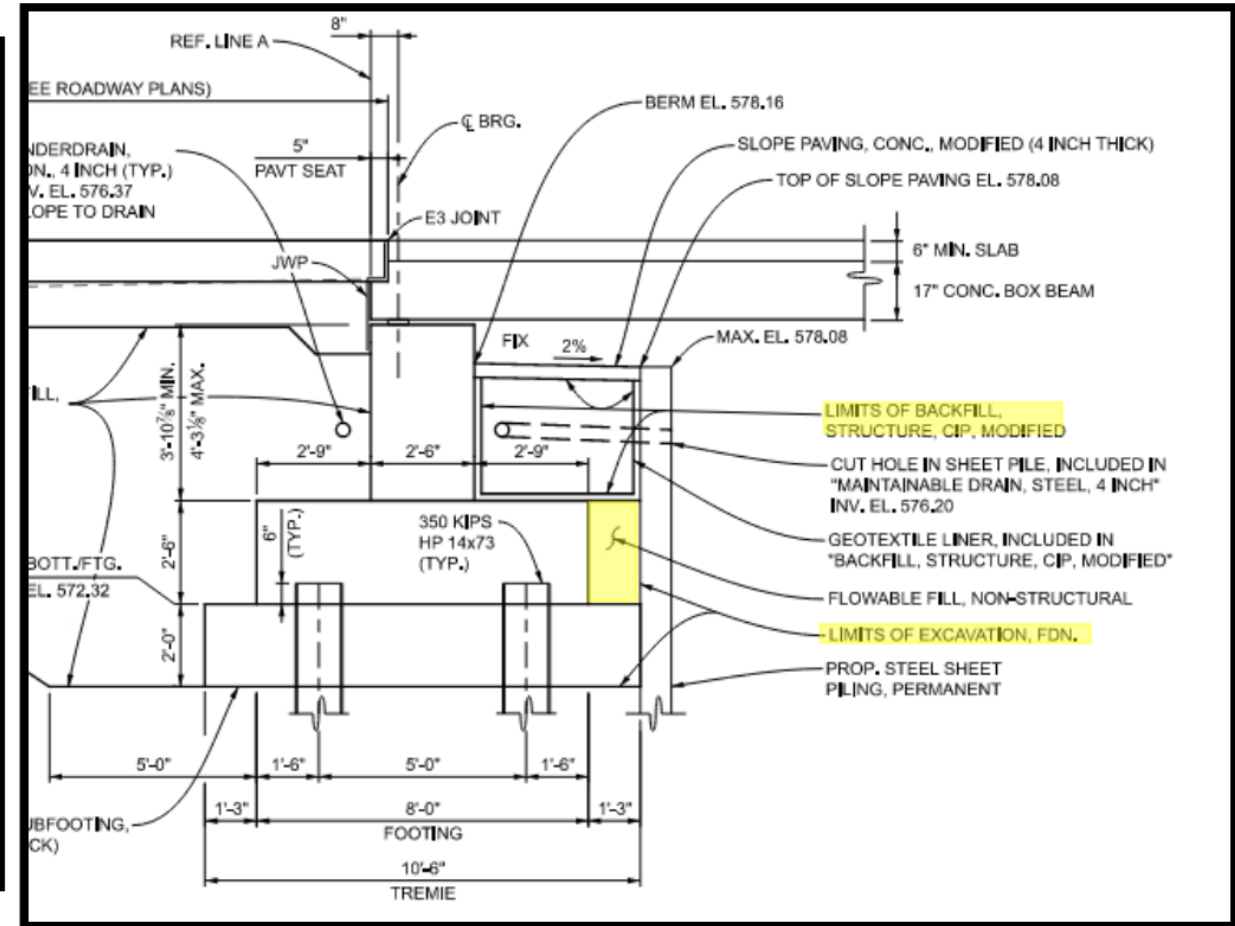 8"
REF. LINE A
EE ROADWAY PLANS)
BERM EL. 578.16
℄ BRG.
NDERDRAIN,
DN., 4 INCH (TYP.)
V. EL. 576.37
LOPE TO DRAIN
5"
PAVT SEAT
SLOPE PAVING, CONC., MODIFIED (4 INCH THICK)
TOP OF SLOPE PAVING EL. 578.08
E3 JOINT
JWP
6" MIN. SLAB
17" CONC. BOX BEAM
FIX
2%
MAX. EL. 578.08
ILL,
3'-10⅞" MIN.
4'-3⅛" MAX.
2'-9"
2'-6"
2'-9"
LIMITS OF BACKFILL,
STRUCTURE, CIP, MODIFIED
CUT HOLE IN SHEET PILE, INCLUDED IN
"MAINTAINABLE DRAIN, STEEL, 4 INCH"
INV. EL. 576.20
2'-6"
6"
(TYP.)
350 KIPS
HP 14x73
(TYP.)
GEOTEXTILE LINER, INCLUDED IN
"BACKFILL, STRUCTURE, CIP, MODIFIED"
BOTT./FTG.
EL. 572.32
FLOWABLE FILL, NON-STRUCTURAL
2'-0"
LIMITS OF EXCAVATION, FDN.
PROP. STEEL SHEET
PILING, PERMANENT
5'-0"
1'-6"
5'-0"
1'-6"
1'-3"
8'-0"
1'-3"
UBFOOTING,
CK)
FOOTING
10'-6"
TREMIE